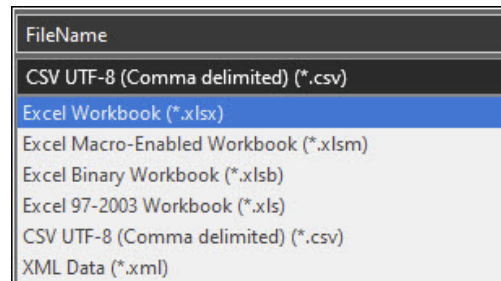 FileName
CSV UTF-8 (Comma delimited) (*.csv)
Excel Workbook (*.xlsx)
Excel Macro-Enabled Workbook (*.xlsm)
Excel Binary Workbook (*.xlsb)
Excel 97-2003 Workbook (*.xls)
CSV UTF-8 (Comma delimited) (*.csv)
XML Data (*.xml)